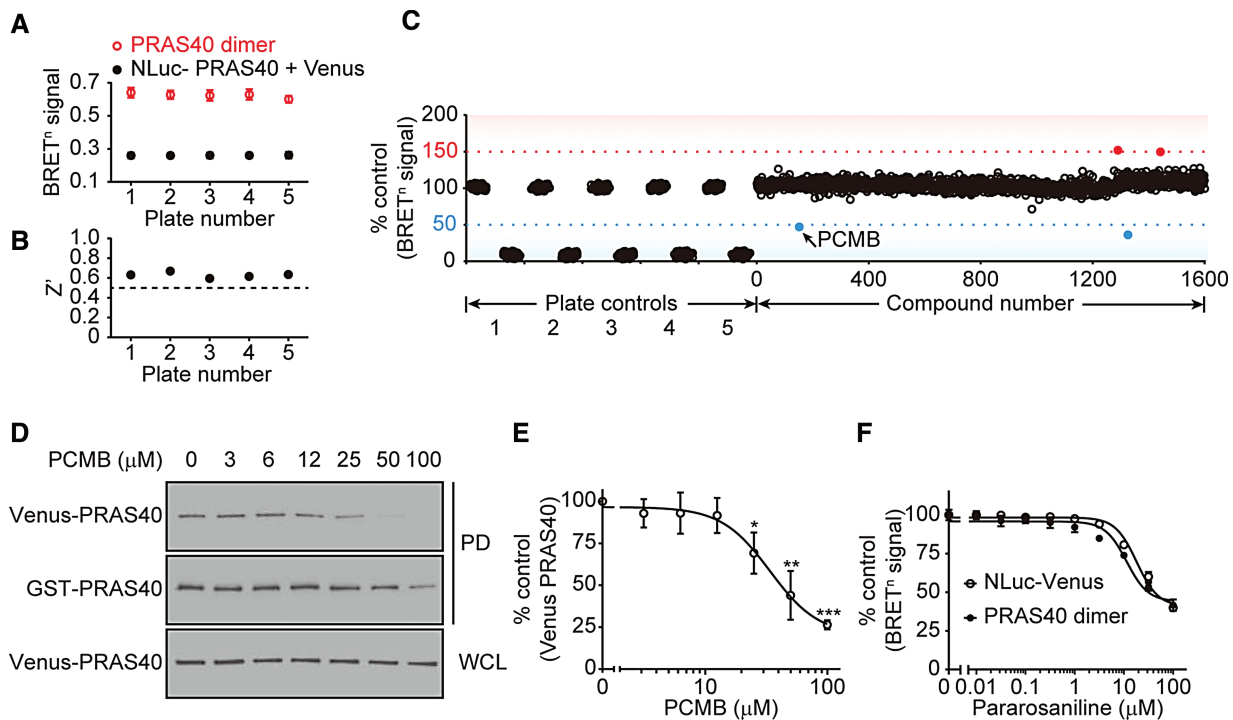 A
PRAS40 dimer
NLuc- PRAS40 + Venus
BRETⁿ signal
0.7
0.5
0.3
0.1
1 2 3 4 5
Plate number
B
Z'
1.0
0.8
0.6
0.4
0.2
0
1 2 3 4 5
Plate number
C
% control
(BRETⁿ signal)
200
150
100
50
0
PCMB
0 400 800 1200 1600
Plate controls
Compound number
1 2 3 4 5
D
PCMB (µM) 0 3 6 12 25 50 100
Venus-PRAS40
GST-PRAS40
PD
Venus-PRAS40
WCL
E
% control
(Venus PRAS40)
100
75
50
25
0
*
**
***
0 10 100
PCMB (µM)
F
% control
(BRETⁿ signal)
100
75
50
25
0
NLuc-Venus
PRAS40 dimer
0 0.01 0.1 1 10 100
Pararosaniline (µM)